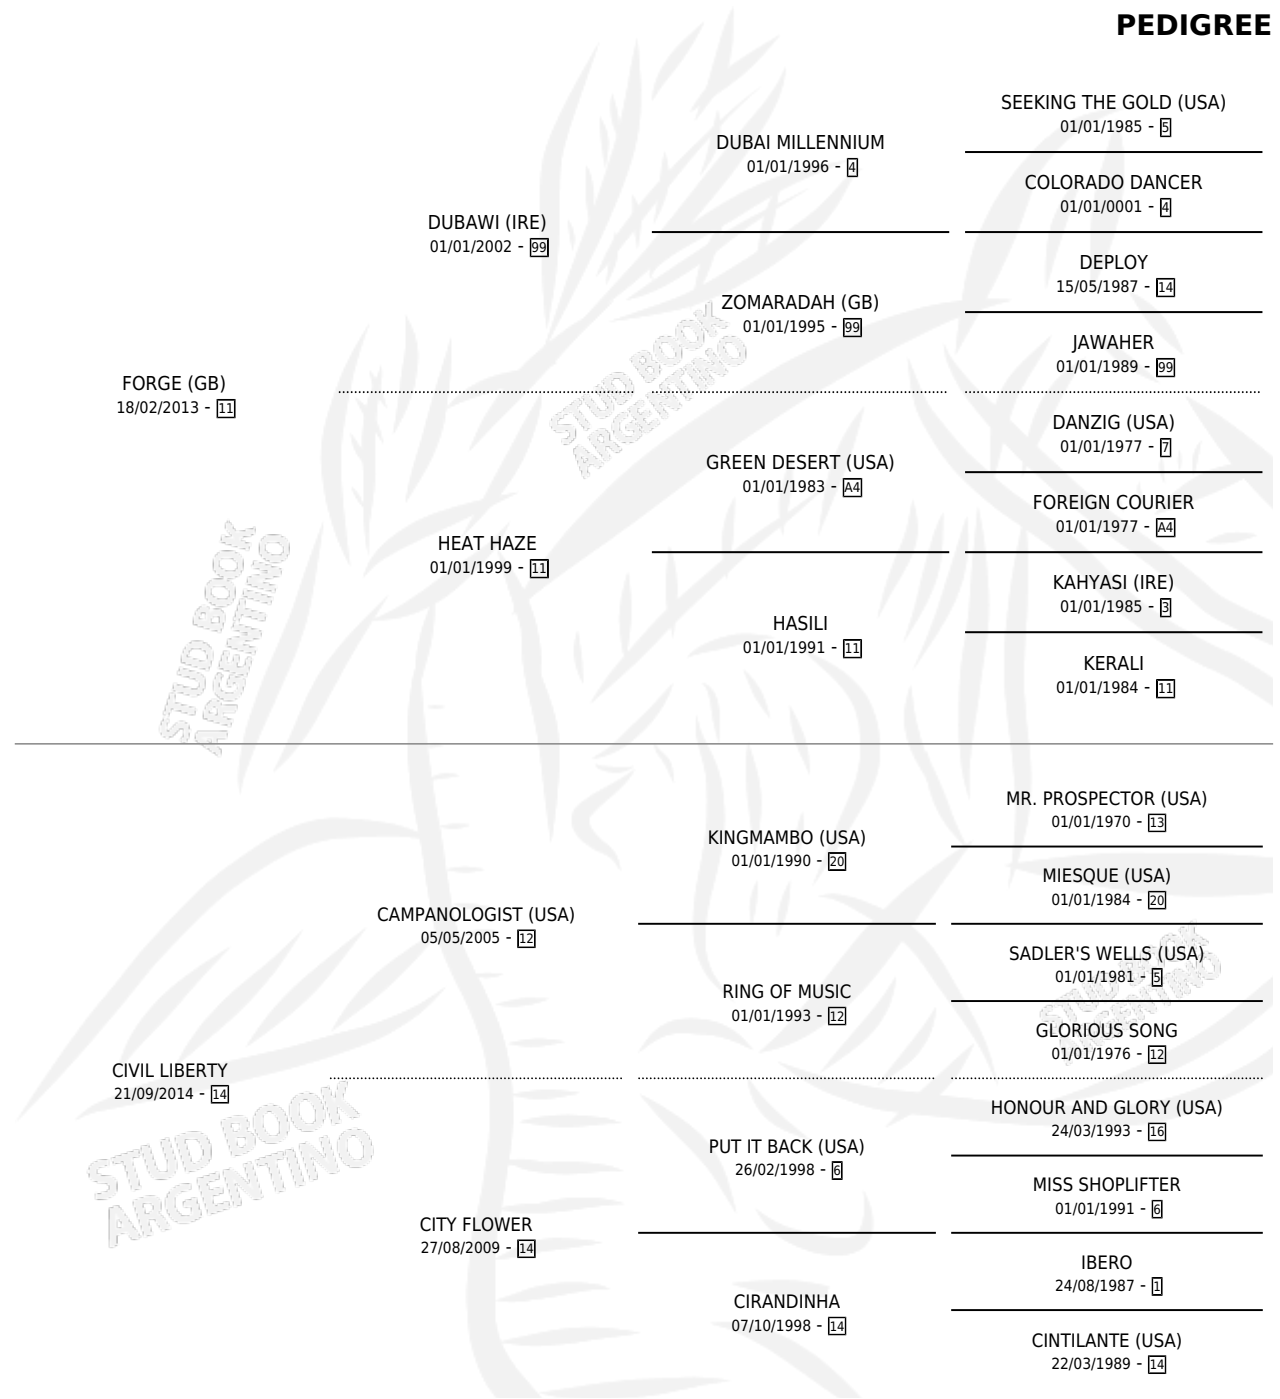 PEDIGREE
SEEKING THE GOLD (USA)
01/01/1985 - 5
DUBAI MILLENNIUM
01/01/1996 - 4
COLORADO DANCER
01/01/0001 - 4
DUBAWI (IRE)
01/01/2002 - 99
DEPLOY
15/05/1987 - 14
ZOMARADAH (GB)
01/01/1995 - 99
JAWAHER
01/01/1989 - 99
FORGE (GB)
18/02/2013 - 11
DANZIG (USA)
01/01/1977 - 7
GREEN DESERT (USA)
01/01/1983 - A4
FOREIGN COURIER
01/01/1977 - A4
HEAT HAZE
01/01/1999 - 11
KAHYASI (IRE)
01/01/1985 - 3
HASILI
01/01/1991 - 11
KERALI
01/01/1984 - 11
MR. PROSPECTOR (USA)
01/01/1970 - 13
KINGMAMBO (USA)
01/01/1990 - 20
MIESQUE (USA)
01/01/1984 - 20
CAMPANOLOGIST (USA)
05/05/2005 - 12
SADLER'S WELLS (USA)
01/01/1981 - 5
RING OF MUSIC
01/01/1993 - 12
GLORIOUS SONG
01/01/1976 - 12
CIVIL LIBERTY
21/09/2014 - 14
HONOUR AND GLORY (USA)
24/03/1993 - 16
PUT IT BACK (USA)
26/02/1998 - 6
MISS SHOPLIFTER
01/01/1991 - 6
CITY FLOWER
27/08/2009 - 14
IBERO
24/08/1987 - 1
CIRANDINHA
07/10/1998 - 14
CINTILANTE (USA)
22/03/1989 - 14
STUD BOOK
ARGENTINO
STUD BOOK
ARGENTINO
STUD BOOK
ARGENTINO
STUD BOOK
ARGENTINO